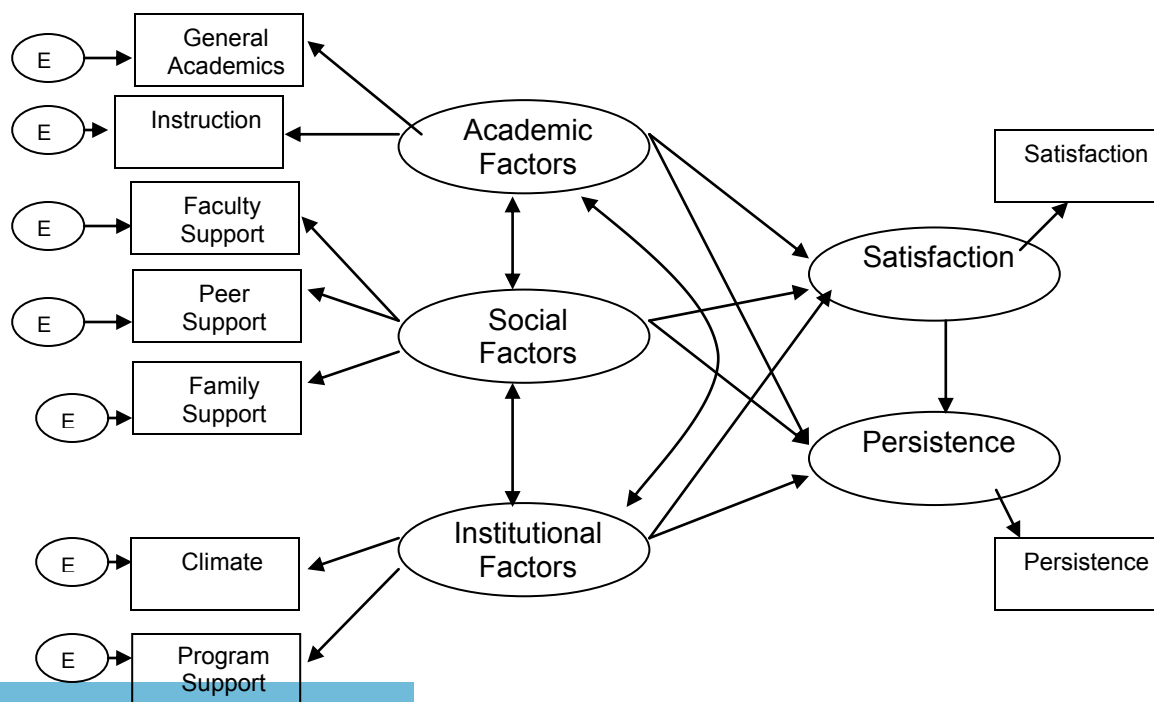 E
General
Academics
E
Instruction
Academic
Factors
Satisfaction
E
Faculty
Support
Satisfaction
E
Peer
Support
Social
Factors
E
Family
Support
Persistence
E
Climate
Institutional
Factors
Persistence
E
Program
Support